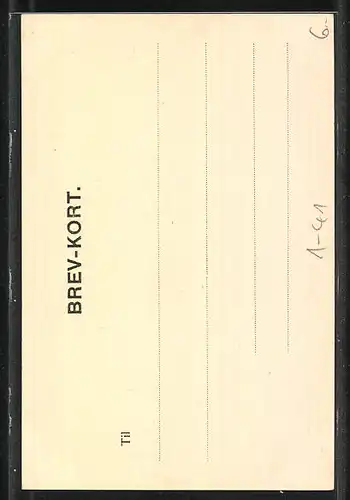 BREV-KORT.
Til
6-
1-41